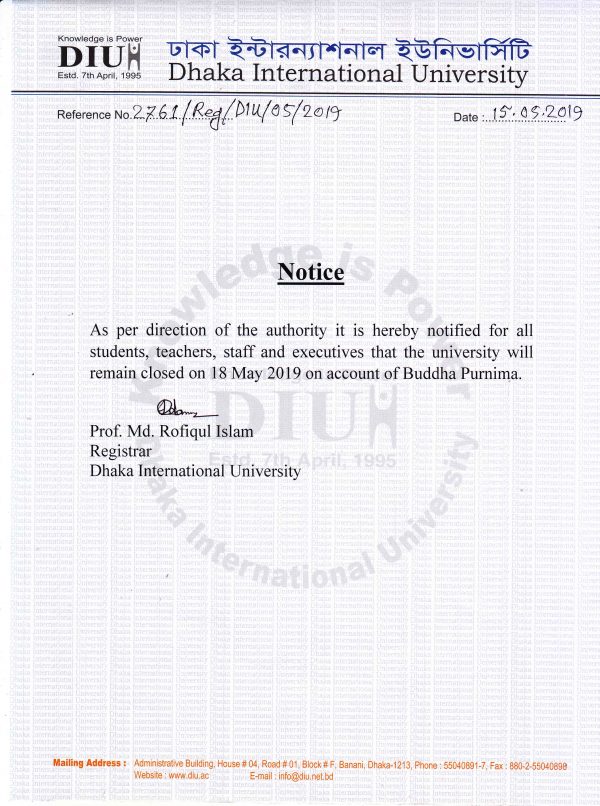 Knowledge is Power
DIU
Estd. 7th April, 1995
ঢাকা ইন্টারন্যাশনাল ইউনিভার্সিটি
Dhaka International University
Reference No. 2761/Reg/DIU/05/2019
Date : 15.05.2019
Notice
As per direction of the authority it is hereby notified for all
students, teachers, staff and executives that the university will
remain closed on 18 May 2019 on account of Buddha Purnima.
Prof. Md. Rofiqul Islam
Registrar
Dhaka International University
Knowledge is Power
DIU
Estd. 7th April, 1995
Dhaka International University
Mailing Address : Administrative Building, House # 04, Road # 01, Block # F, Banani, Dhaka-1213, Phone : 55040891-7, Fax : 880-2-55040898
Website : www.diu.ac E-mail : info@diu.net.bd